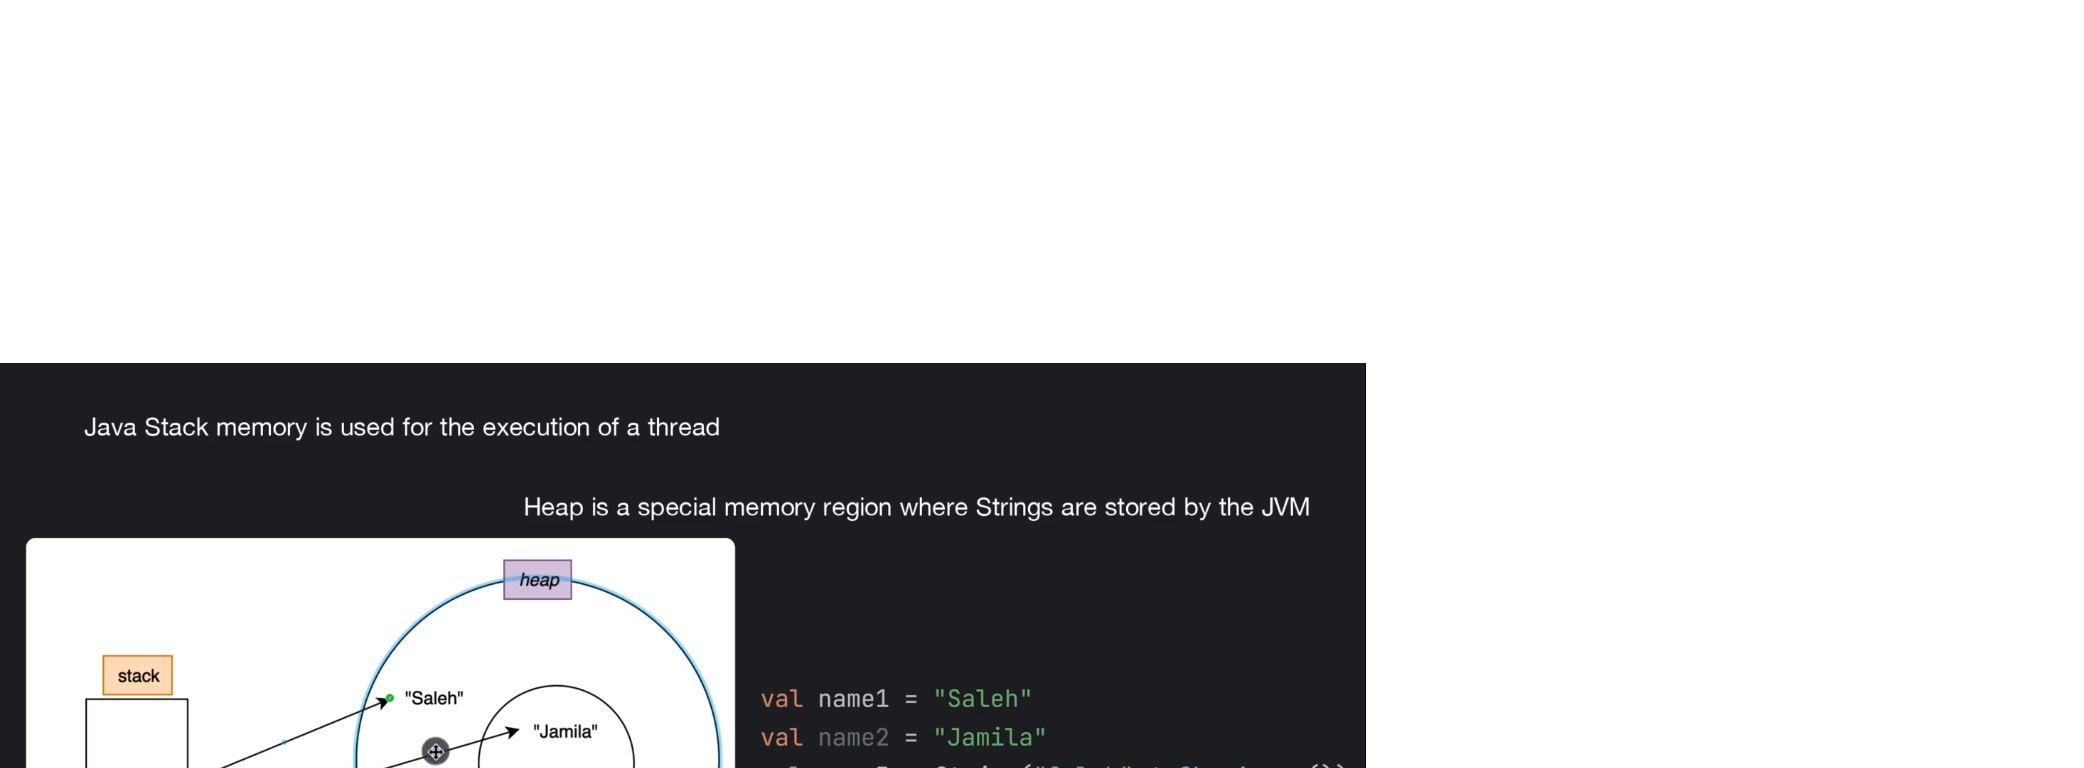 Java Stack memory is used for the execution of a thread
Heap is a special memory region where Strings are stored by the JVM
heap
stack
"Saleh"
"Jamila"
val name1 = "Saleh"
val name2 = "Jamila"